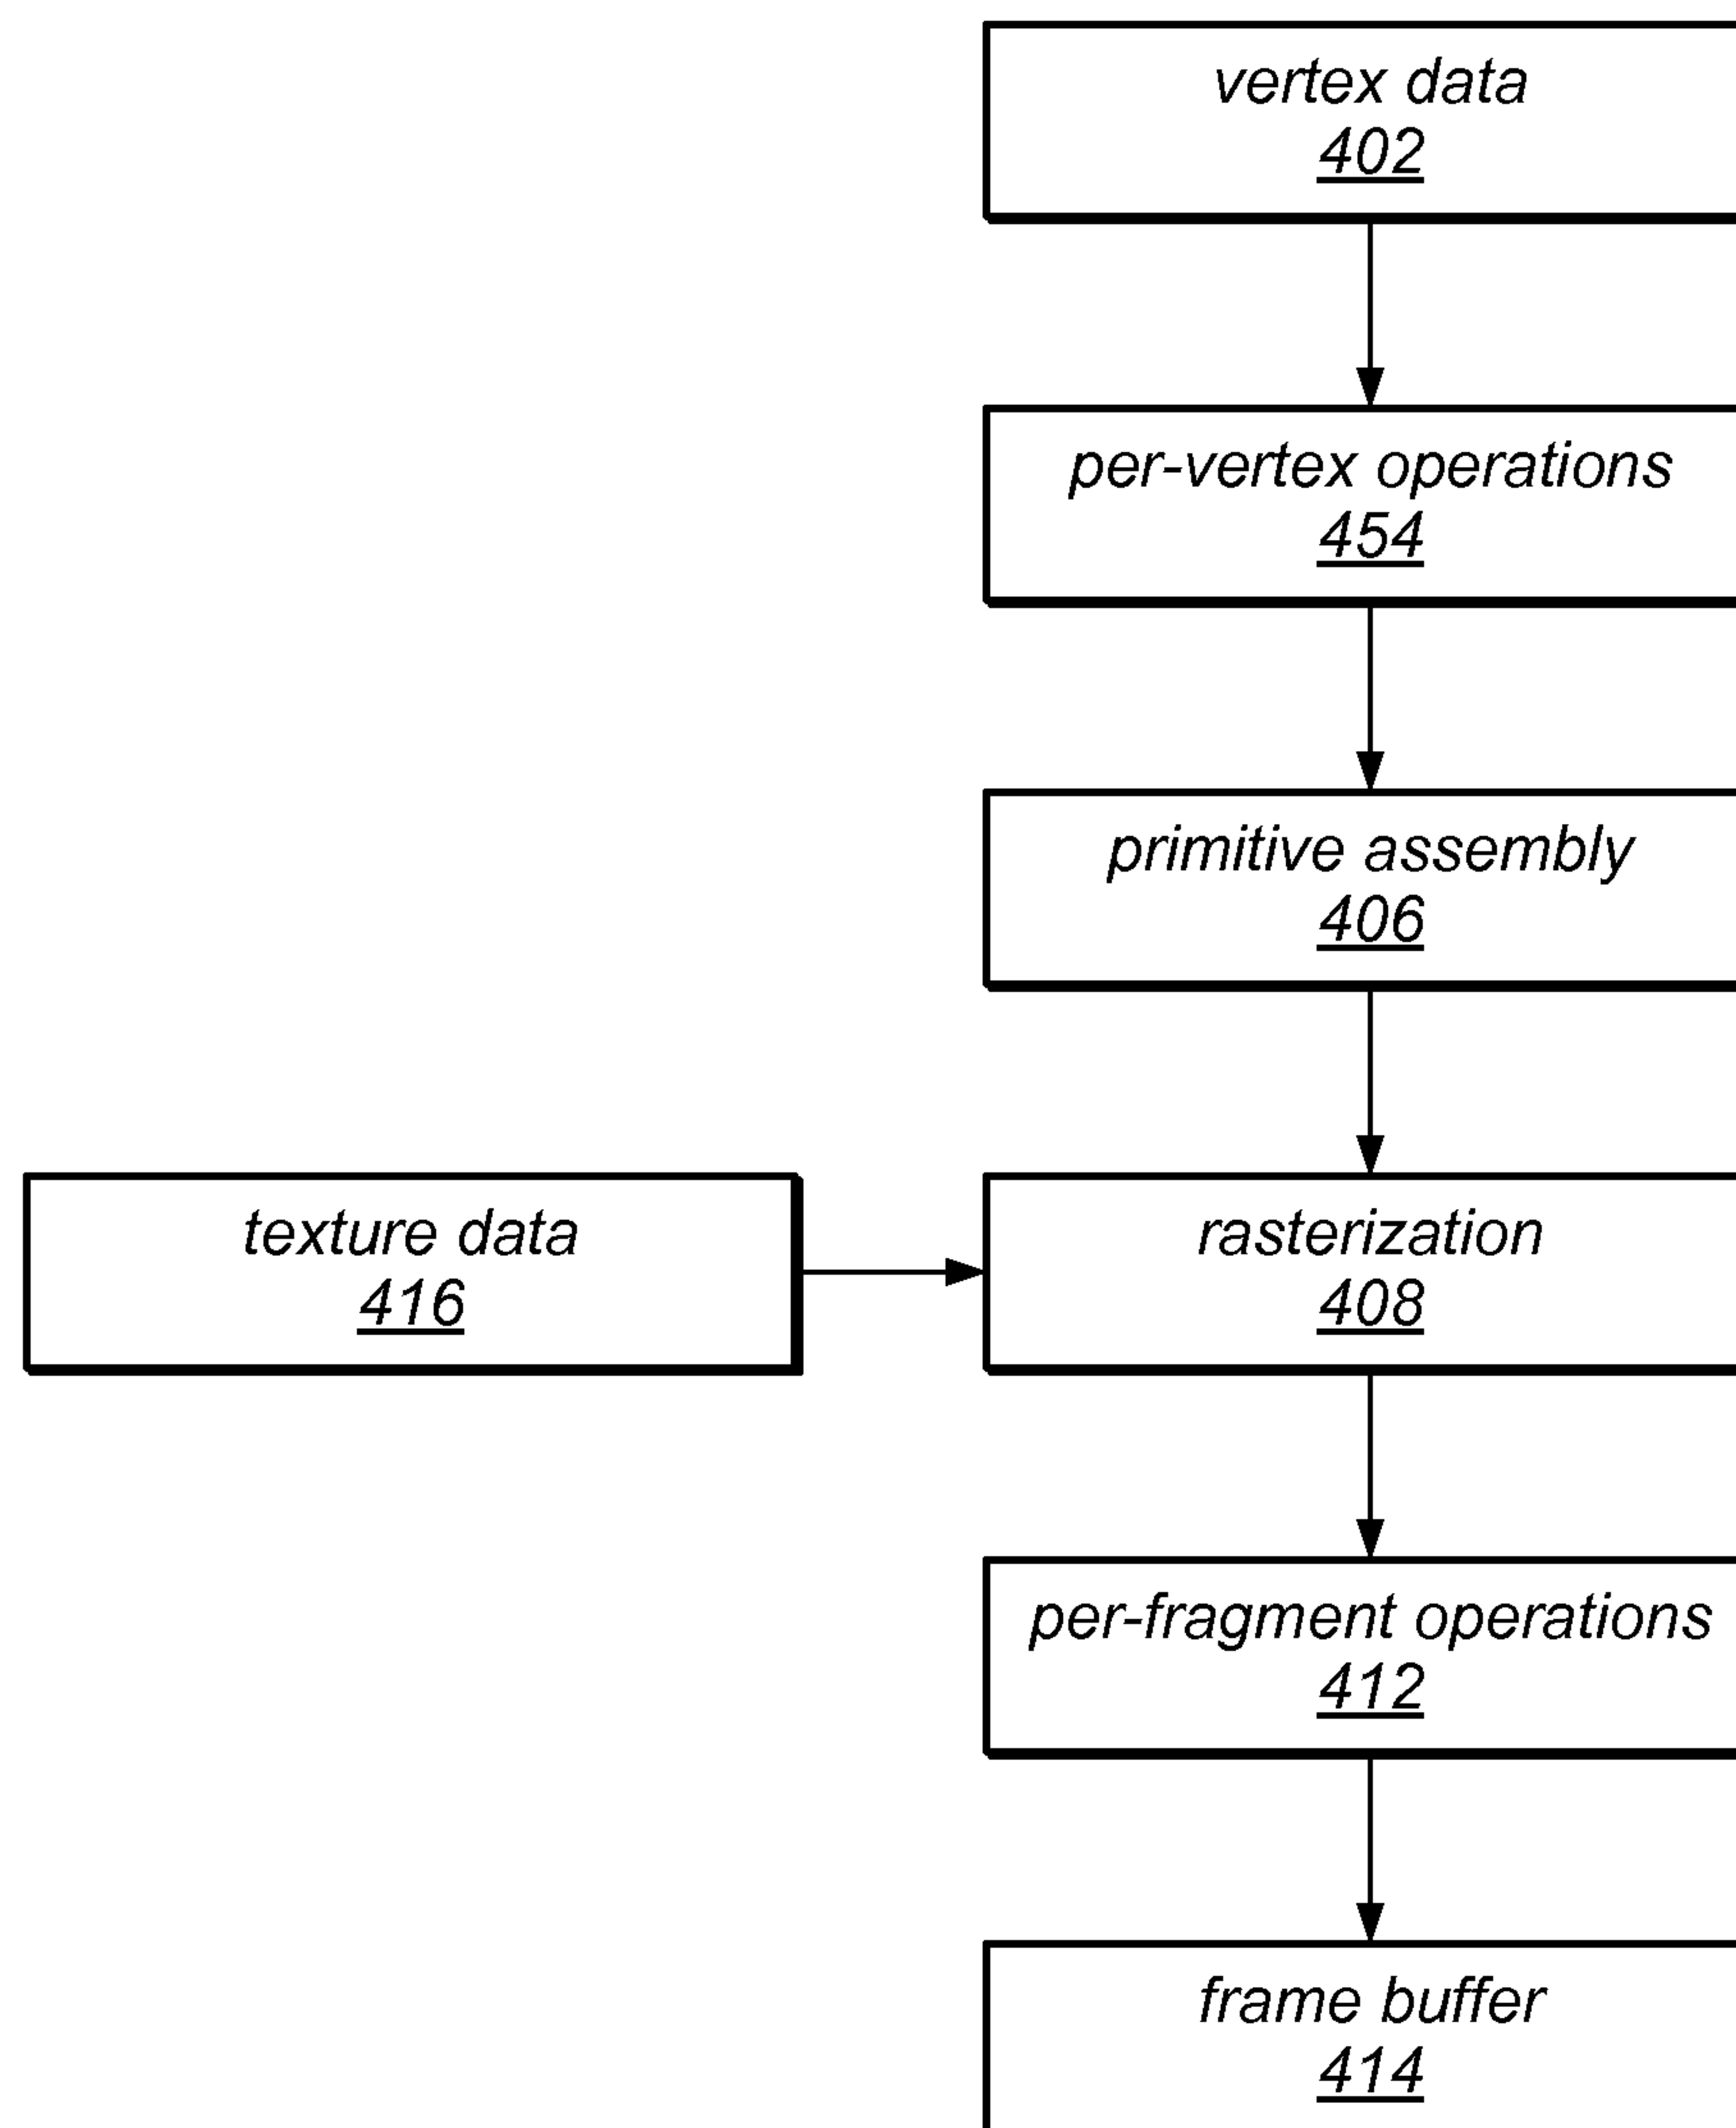 vertex data
402
per-vertex operations
454
primitive assembly
406
texture data
416
rasterization
408
per-fragment operations
412
frame buffer
414